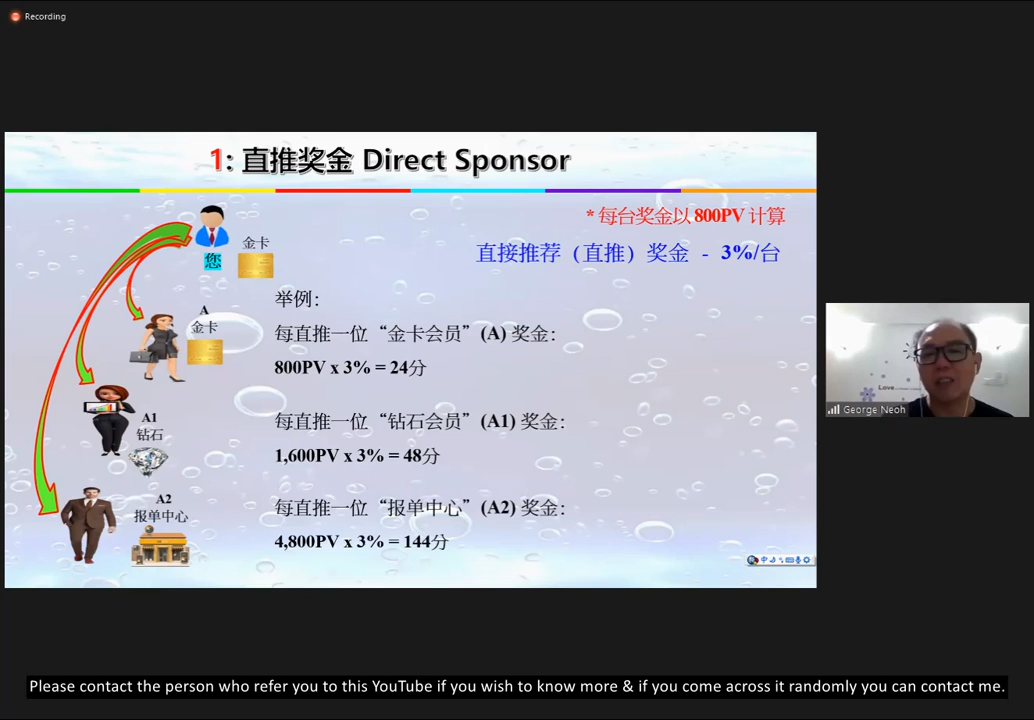 Recording
1: 直推奖金 Direct Sponsor
* 每台奖金以 800PV 计算
直接推荐（直推）奖金 - 3%/台
您
金卡
A
金卡
A1
钻石
A2
报单中心
举例：
每直推一位“金卡会员”(A) 奖金：
800PV x 3% = 24分
每直推一位“钻石会员”(A1) 奖金：
1,600PV x 3% = 48分
每直推一位“报单中心”(A2) 奖金：
4,800PV x 3% = 144分
中
Love
George Neoh
Please contact the person who refer you to this YouTube if you wish to know more & if you come across it randomly you can contact me.